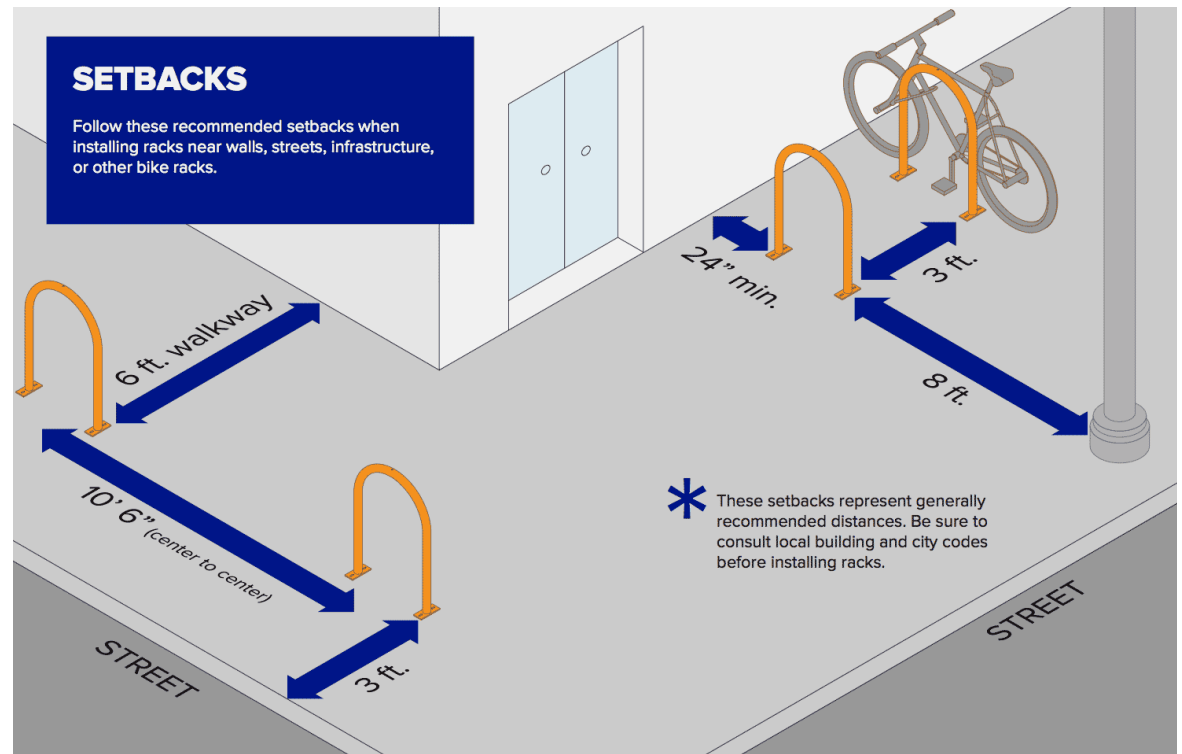 SETBACKS
Follow these recommended setbacks when
installing racks near walls, streets, infrastructure,
or other bike racks.
24” min.
3 ft.
6 ft. walkway
8 ft.
10’ 6” (center to center)
* These setbacks represent generally
recommended distances. Be sure to
consult local building and city codes
before installing racks.
STREET
STREET
3 ft.